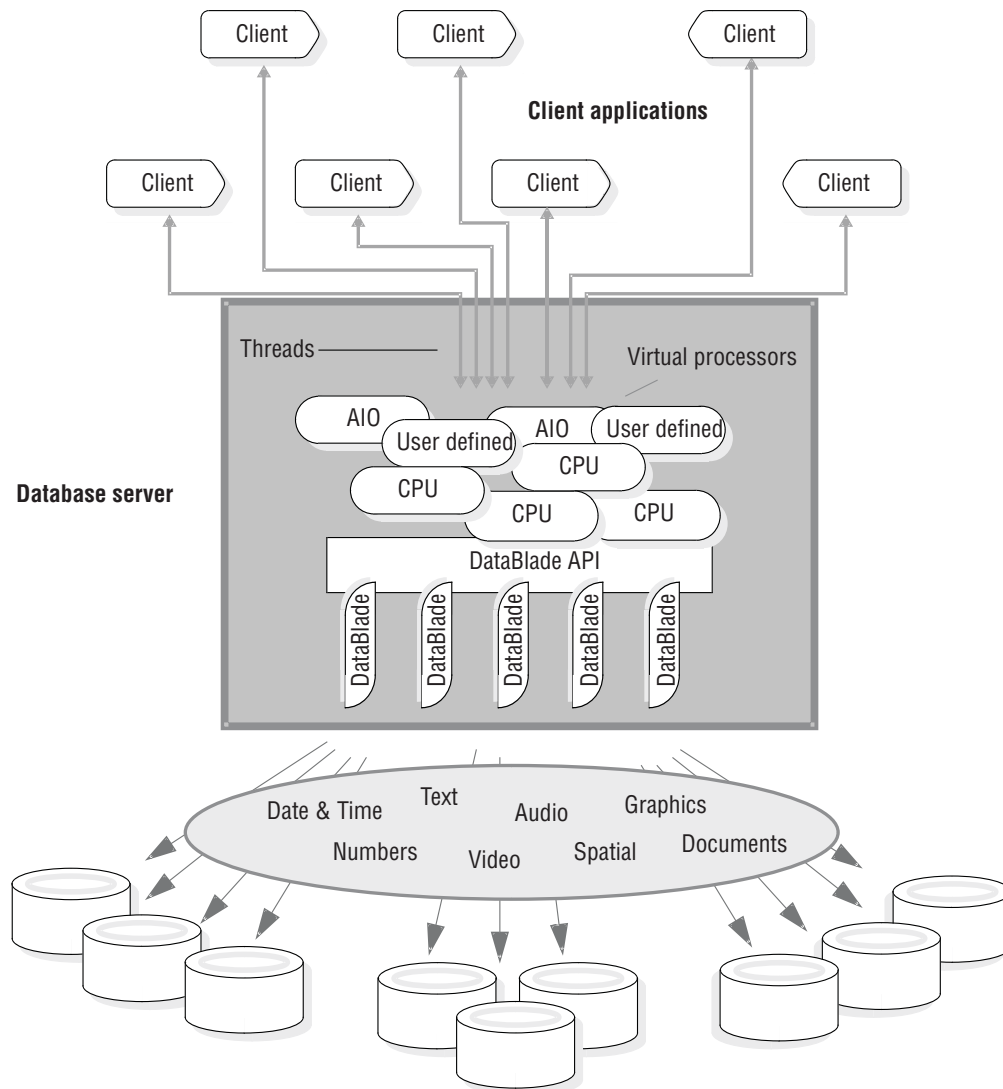 Client
Client
Client
Client applications
Client
Client
Client
Client
Threads
Virtual processors
AIO
User defined
AIO
User defined
CPU
CPU
Database server
CPU
CPU
DataBlade API
DataBlade
DataBlade
DataBlade
DataBlade
DataBlade
Date & Time
Text
Audio
Graphics
Numbers
Video
Spatial
Documents